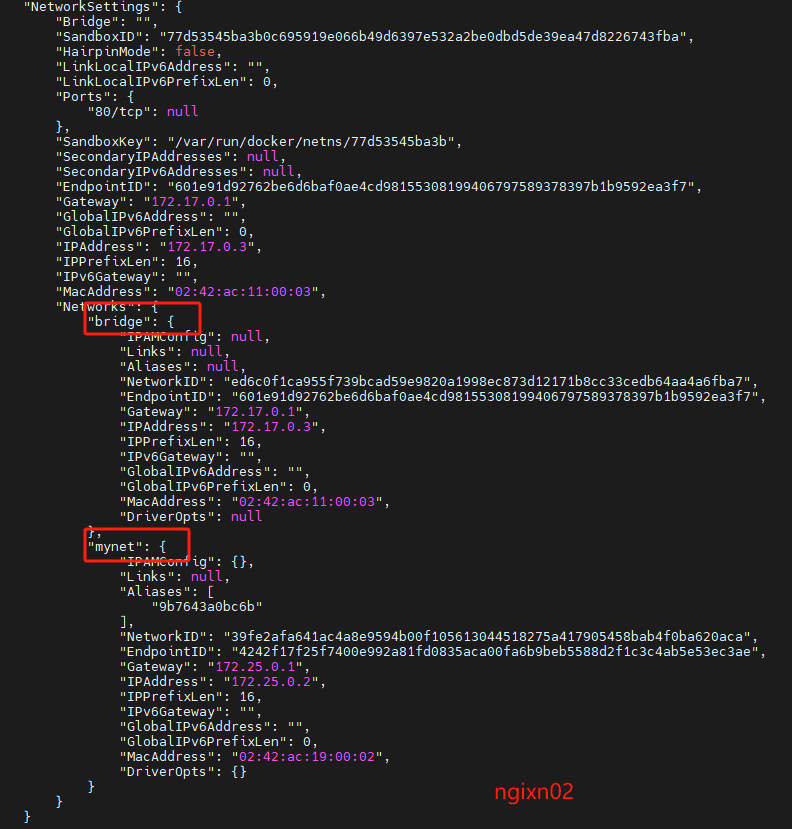 "NetworkSettings": {
"Bridge": "",
"SandboxID": "77d53545ba3b0c695919e066b49d6397e532a2be0dbd5de39ea47d8226743fba",
"HairpinMode": false,
"LinkLocalIPv6Address": "",
"LinkLocalIPv6PrefixLen": 0,
"Ports": {
"80/tcp": null
},
"SandboxKey": "/var/run/docker/netns/77d53545ba3b",
"SecondaryIPAddresses": null,
"SecondaryIPv6Addresses": null,
"EndpointID": "601e91d92762be6d6baf0ae4cd98155308199406797589378397b1b9592ea3f7",
"Gateway": "172.17.0.1",
"GlobalIPv6Address": "",
"GlobalIPv6PrefixLen": 0,
"IPAddress": "172.17.0.3",
"IPPrefixLen": 16,
"IPv6Gateway": "",
"MacAddress": "02:42:ac:11:00:03",
"Networks": {
"bridge": {
"IPAMConfig": null,
"Links": null,
"Aliases": null,
"NetworkID": "ed6c0f1ca955f739bcad59e9820a1998ec873d12171b8cc33cedb64aa4a6fba7",
"EndpointID": "601e91d92762be6d6baf0ae4cd98155308199406797589378397b1b9592ea3f7",
"Gateway": "172.17.0.1",
"IPAddress": "172.17.0.3",
"IPPrefixLen": 16,
"IPv6Gateway": "",
"GlobalIPv6Address": "",
"GlobalIPv6PrefixLen": 0,
"MacAddress": "02:42:ac:11:00:03",
"DriverOpts": null
},
"mynet": {
"IPAMConfig": {},
"Links": null,
"Aliases": [
"9b7643a0bc6b"
],
"NetworkID": "39fe2afa641ac4a8e9594b00f105613044518275a417905458bab4f0ba620aca",
"EndpointID": "4242f17f25f7400e992a81fd0835aca00fa6b9beb5588d2f1c3c4ab5e53ec3ae",
"Gateway": "172.25.0.1",
"IPAddress": "172.25.0.2",
"IPPrefixLen": 16,
"IPv6Gateway": "",
"GlobalIPv6Address": "",
"GlobalIPv6PrefixLen": 0,
"MacAddress": "02:42:ac:19:00:02",
"DriverOpts": {}
}
ngixn02
}
}